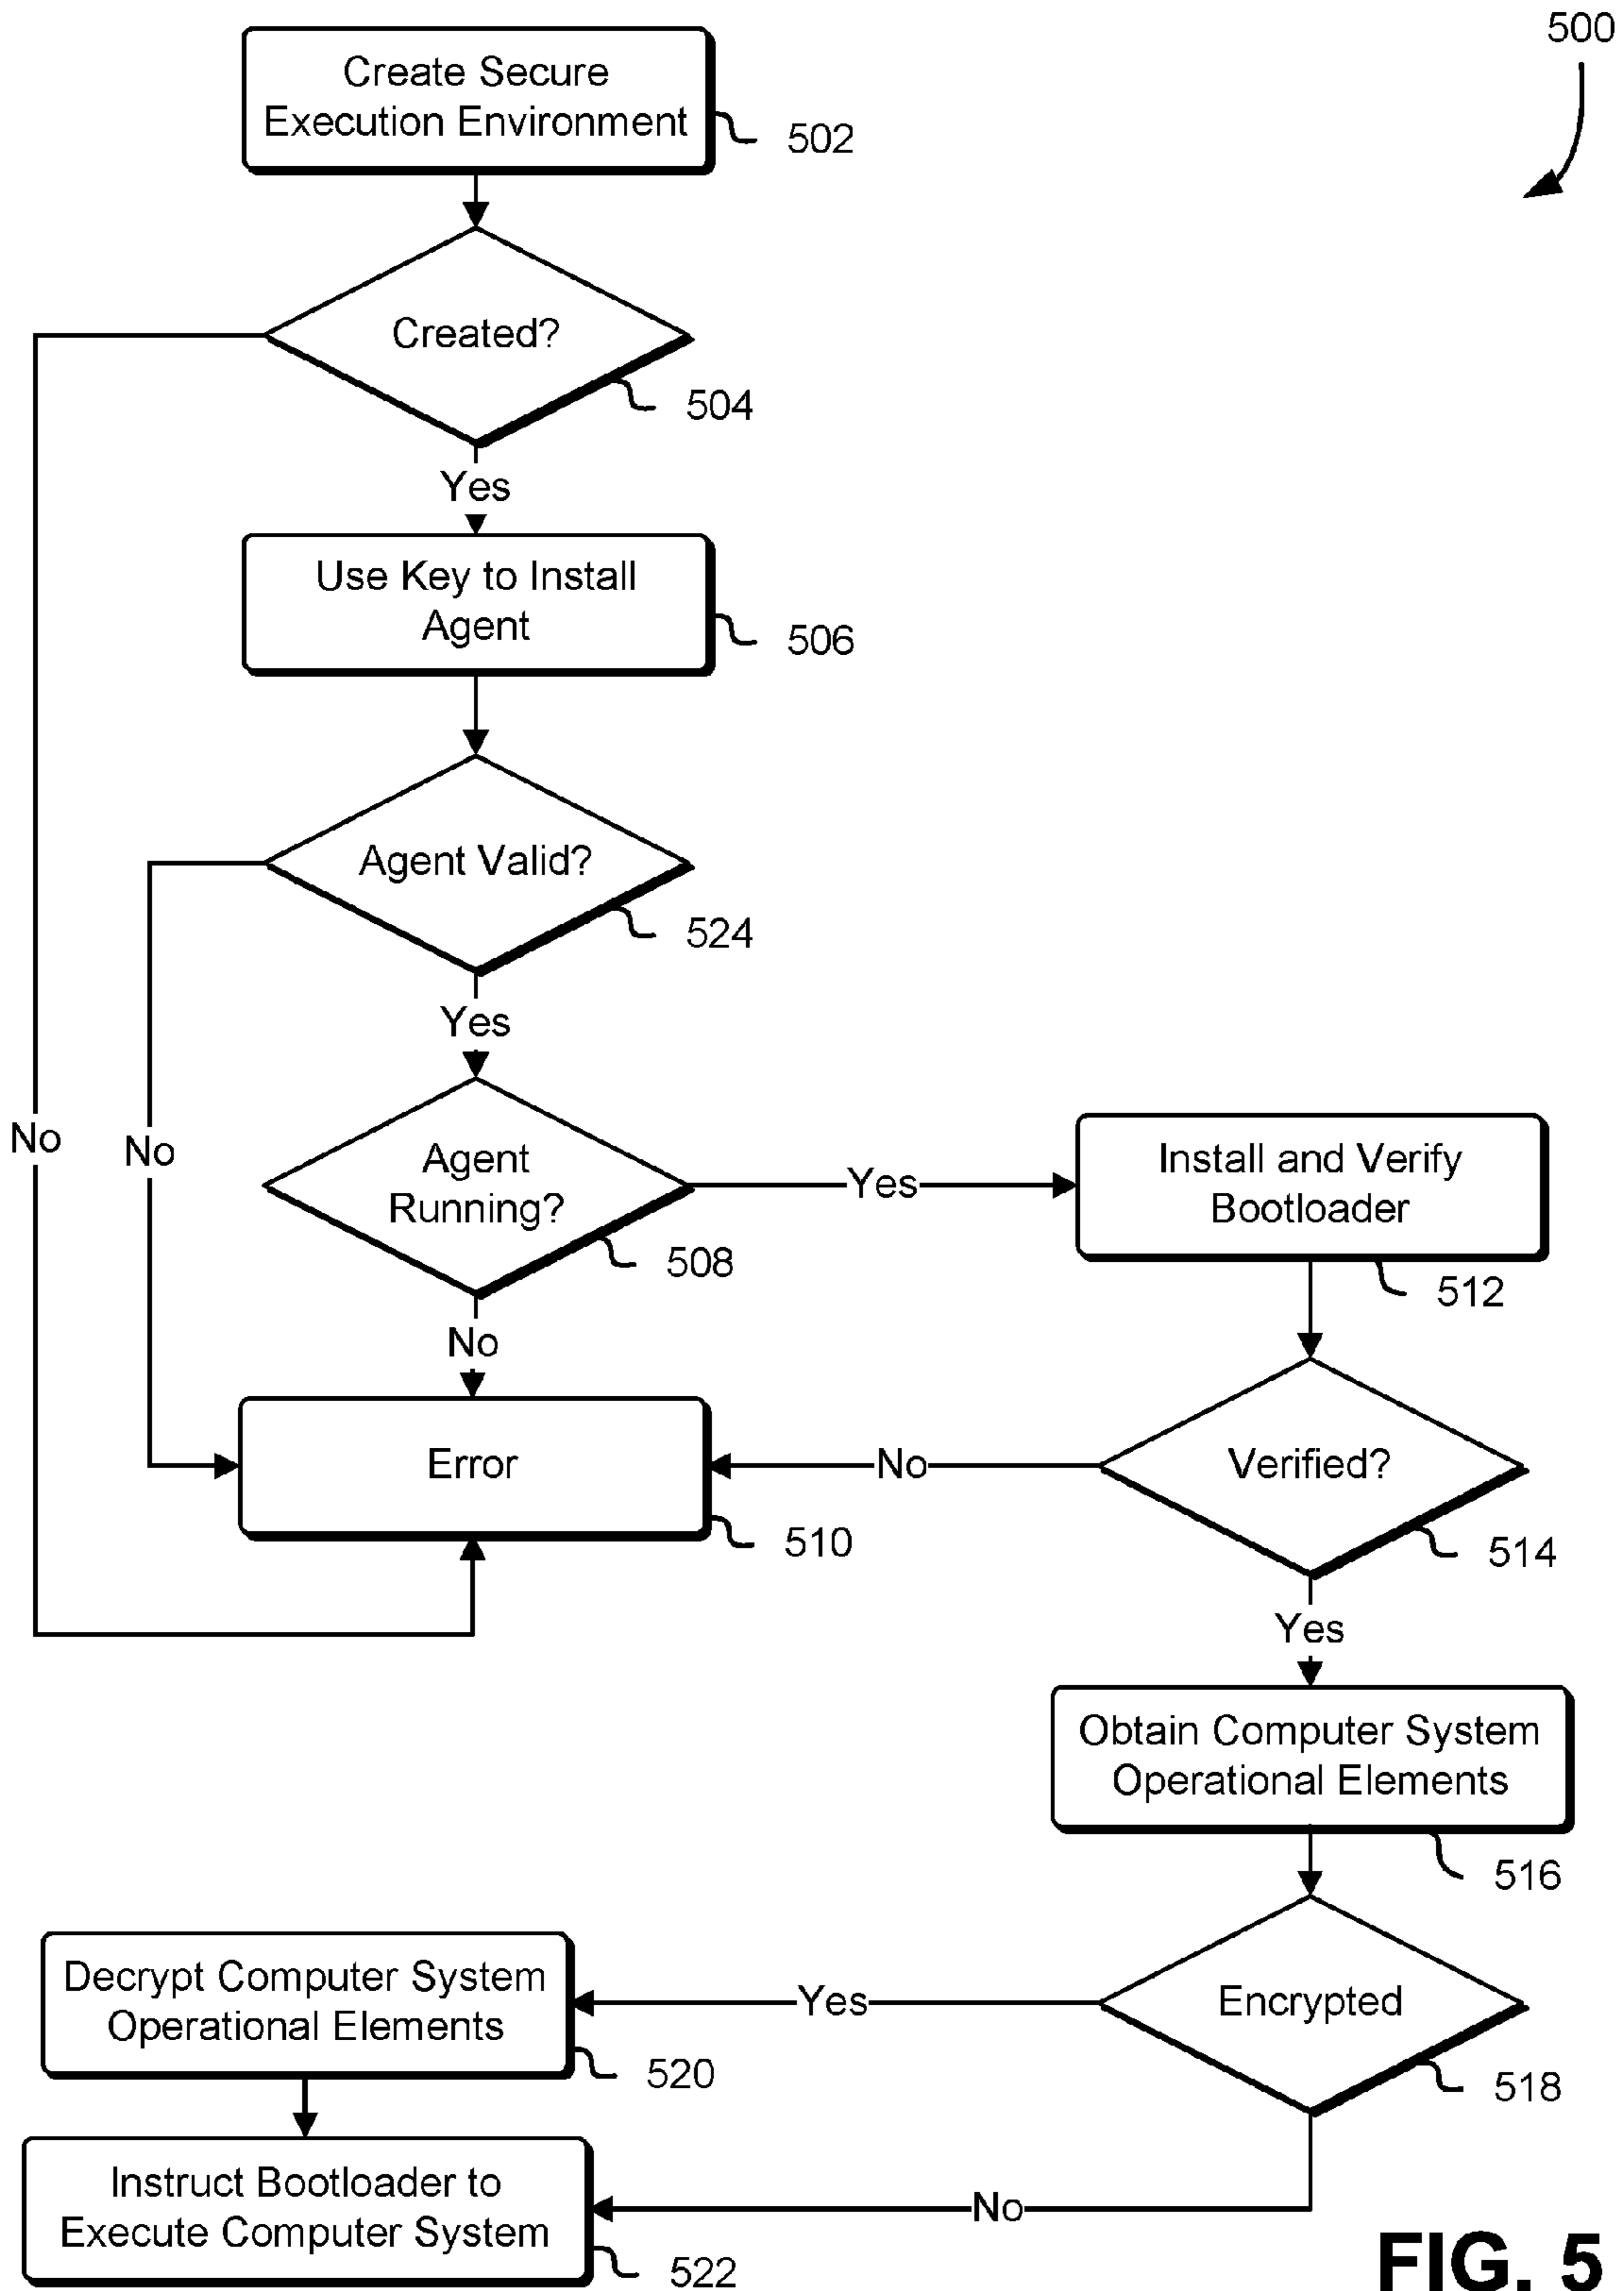 500
Create Secure
Execution Environment
502
Created?
504
Yes
Use Key to Install
Agent
506
Agent Valid?
524
Yes
No
No
Agent
Running?
508
Yes
Install and Verify
Bootloader
512
No
Error
510
No
Verified?
514
Yes
Obtain Computer System
Operational Elements
516
Decrypt Computer System
Operational Elements
520
Yes
Encrypted
518
Instruct Bootloader to
Execute Computer System
522
No
FIG. 5